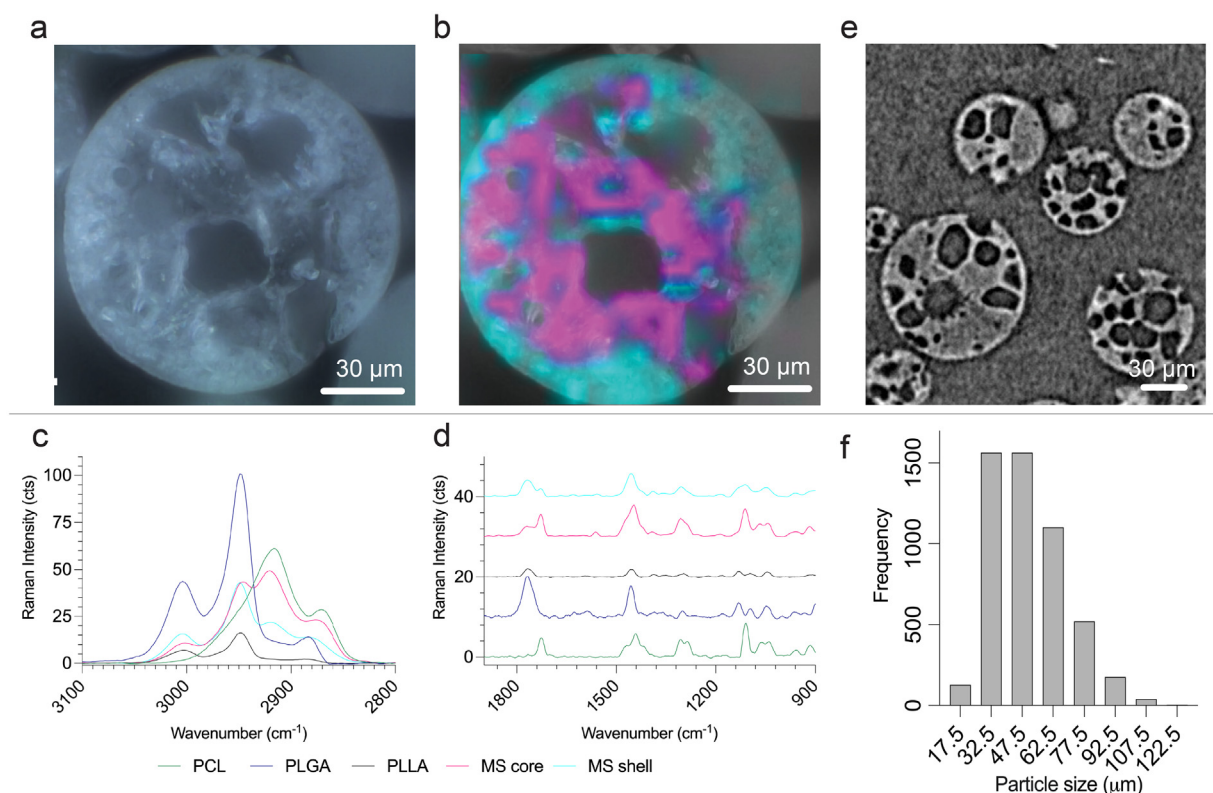 a
b
e
30 μm
30 μm
30 μm
c
d
f
Raman Intensity (cts)
100
75
50
25
0
3100
3000
2900
2800
Wavenumber (cm-1)
Raman Intensity (cts)
40
20
0
1800
1500
1200
900
Wavenumber (cm-1)
Frequency
1500
1000
500
0
17.5
32.5
47.5
62.5
77.5
92.5
107.5
122.5
Particle size (μm)
PCL PLGA PLLA MS core MS shell